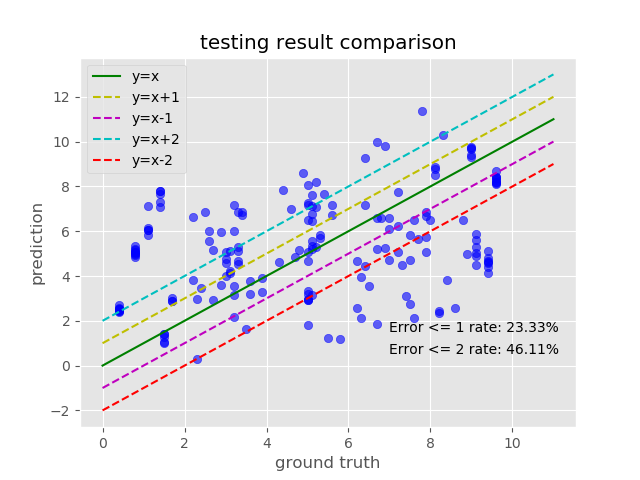 testing result comparison
y=x
y=x+1
y=x-1
y=x+2
y=x-2
12
10
8
6
4
2
0
−2
prediction
Error <= 1 rate: 23.33%
Error <= 2 rate: 46.11%
0 2 4 6 8 10
ground truth